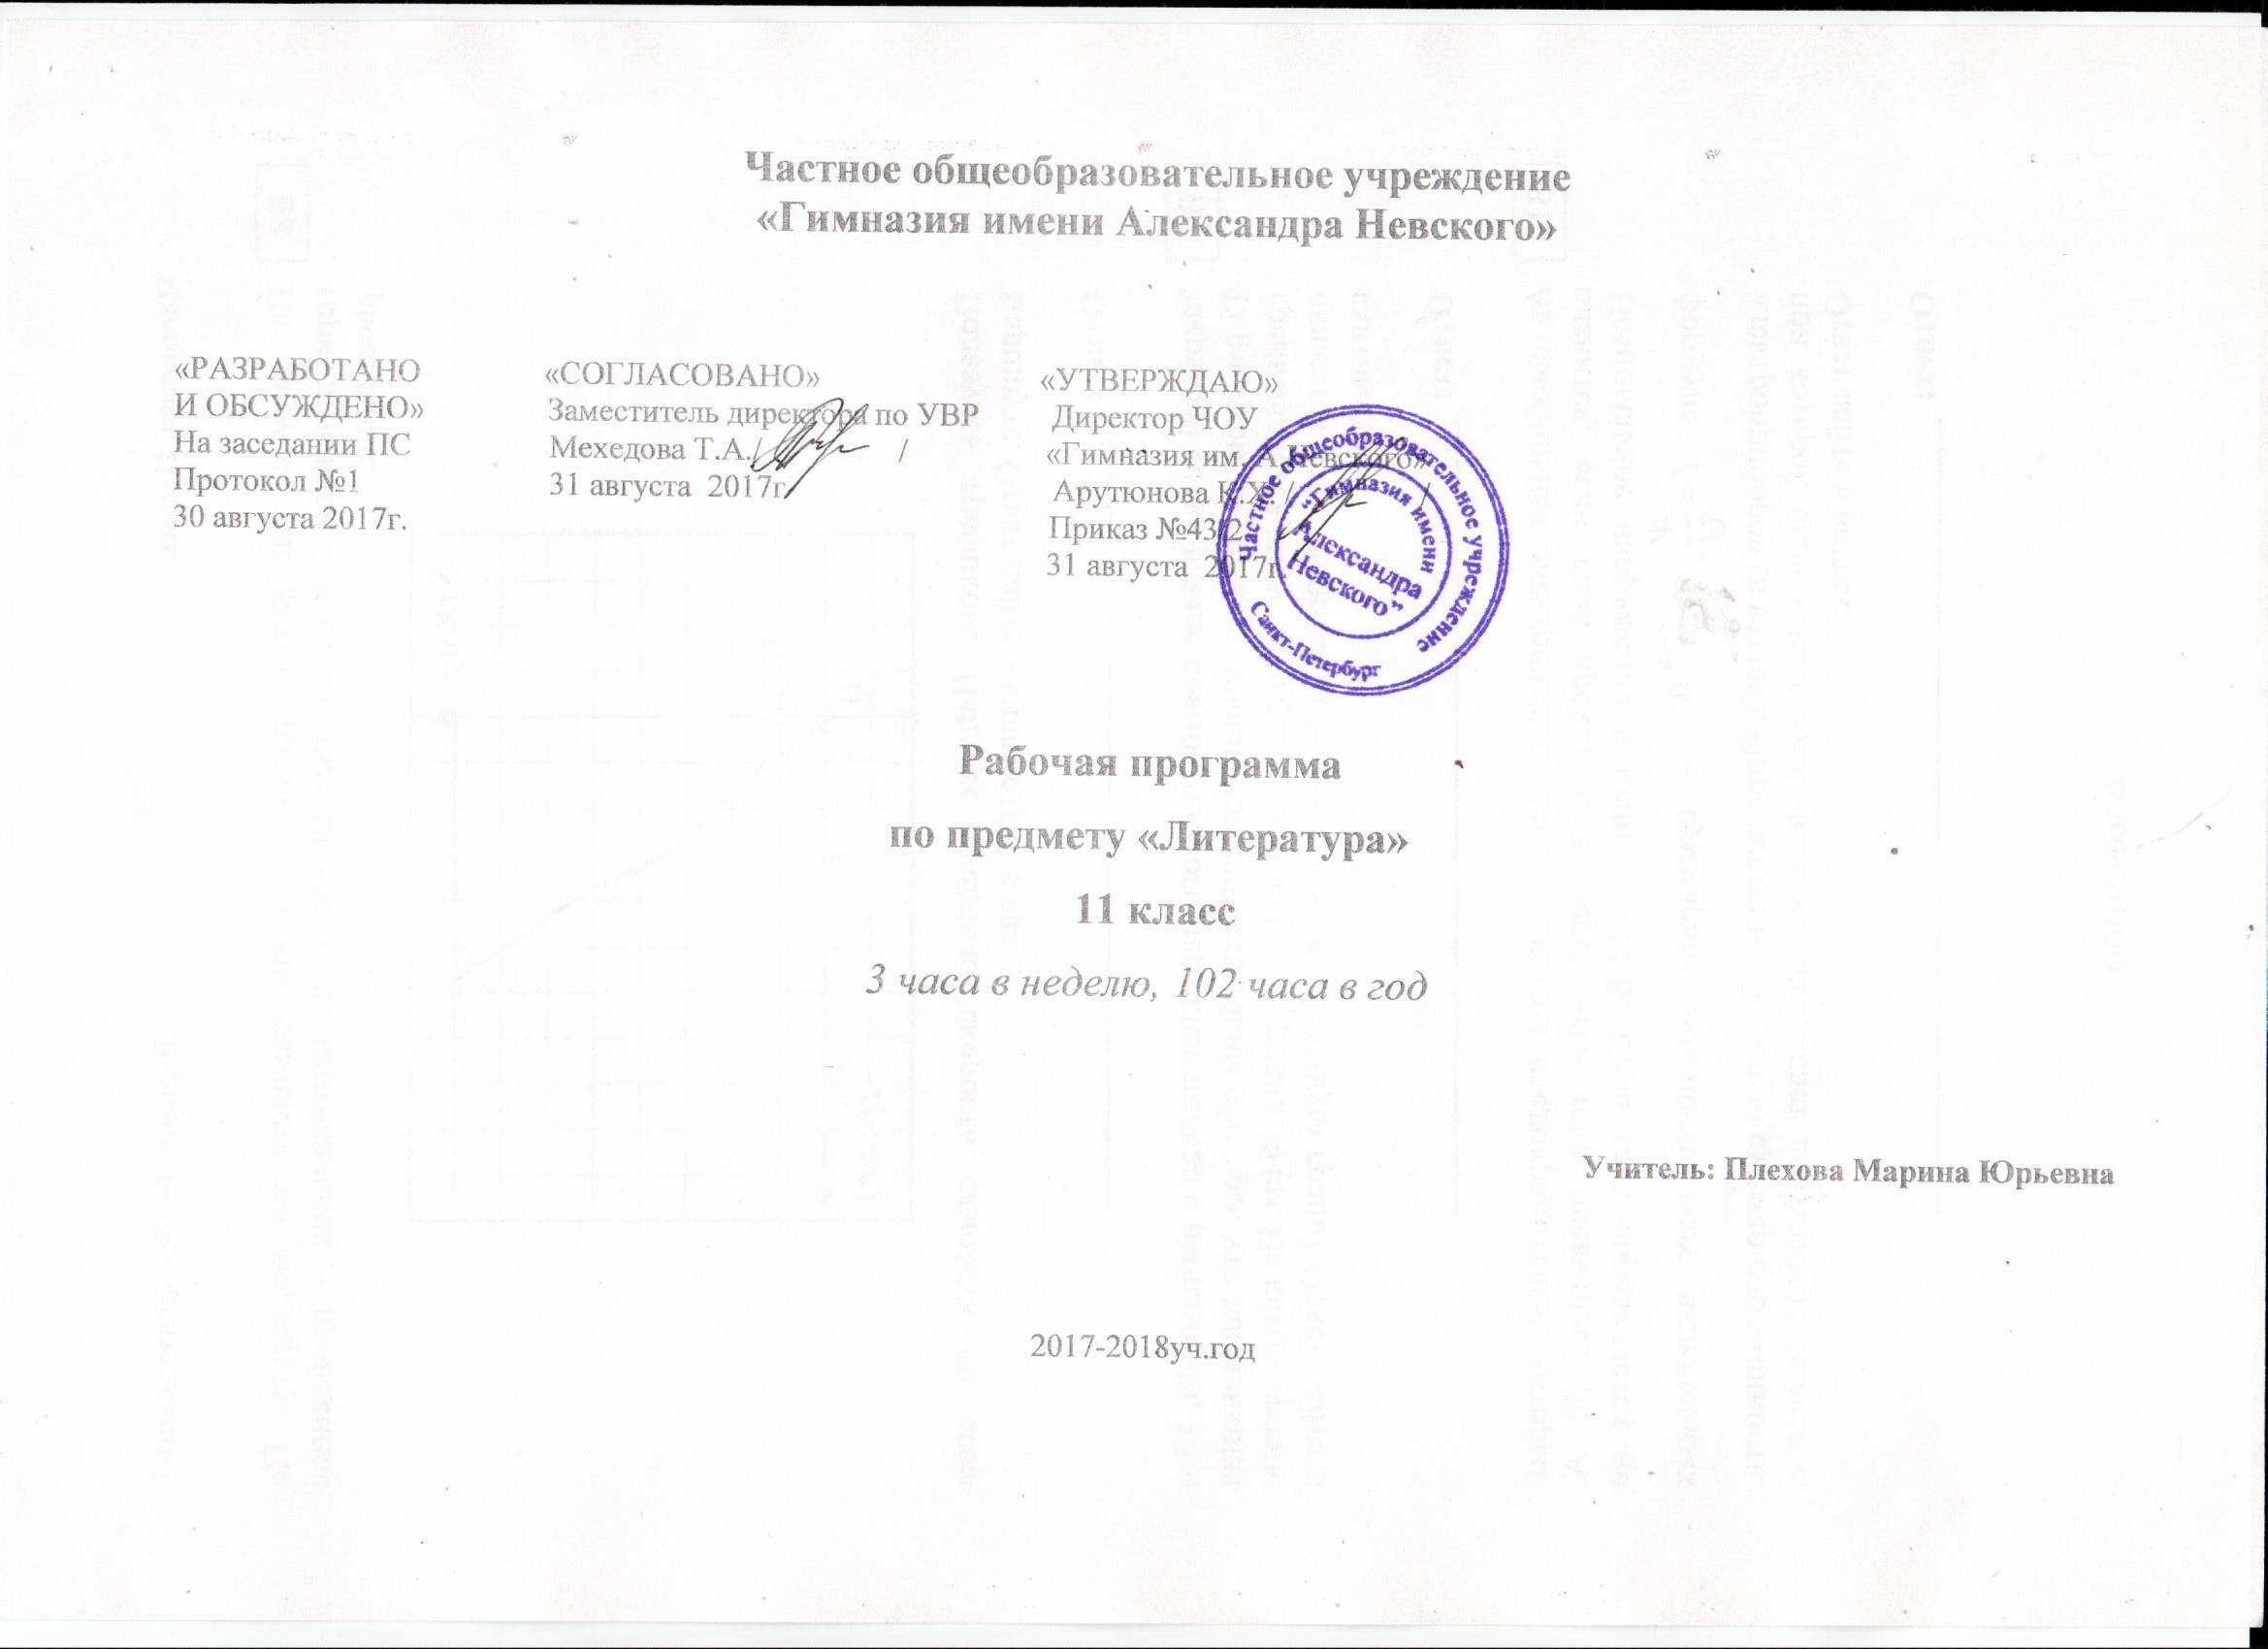 Частное общеобразовательное учреждение
«Гимназия имени Александра Невского»
«РАЗРАБОТАНО
И ОБСУЖДЕНО»
На заседании ПС
Протокол №1
30 августа 2017г.
«СОГЛАСОВАНО»
Заместитель директора по УВР
Мехедова Т.А./ /
31 августа 2017г.
«УТВЕРЖДАЮ»
Директор ЧОУ
«Гимназия им. А.Невского»
Арутюнова К.Х. / /
Приказ №43/2
31 августа 2017г.
Частное общеобразовательное учреждение
Санкт-Петербург
"Гимназия имени
Александра
Невского"
Рабочая программа
по предмету «Литература»
11 класс
3 часа в неделю, 102 часа в год
Учитель: Плехова Марина Юрьевна
2017-2018уч.год